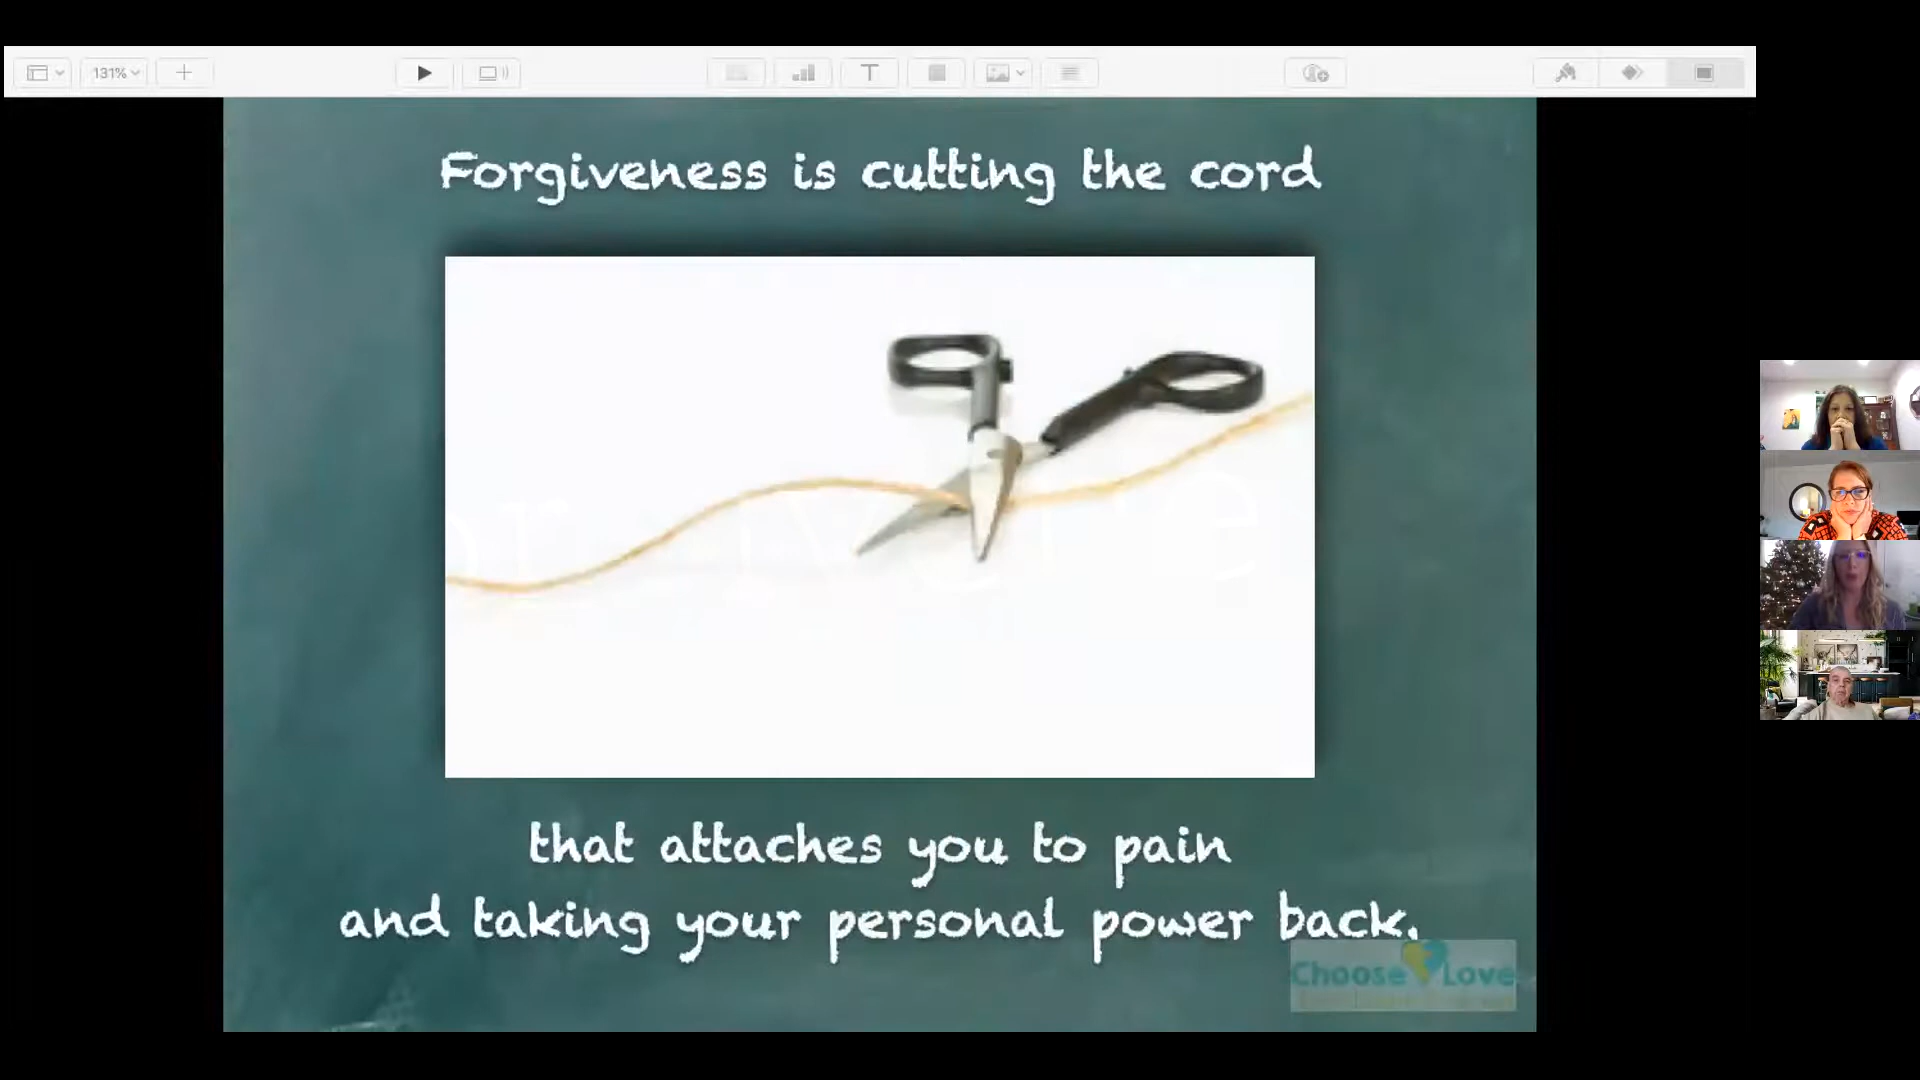 131%
Forgiveness is cutting the cord
that attaches you to pain
and taking your personal power back.
Choose Love